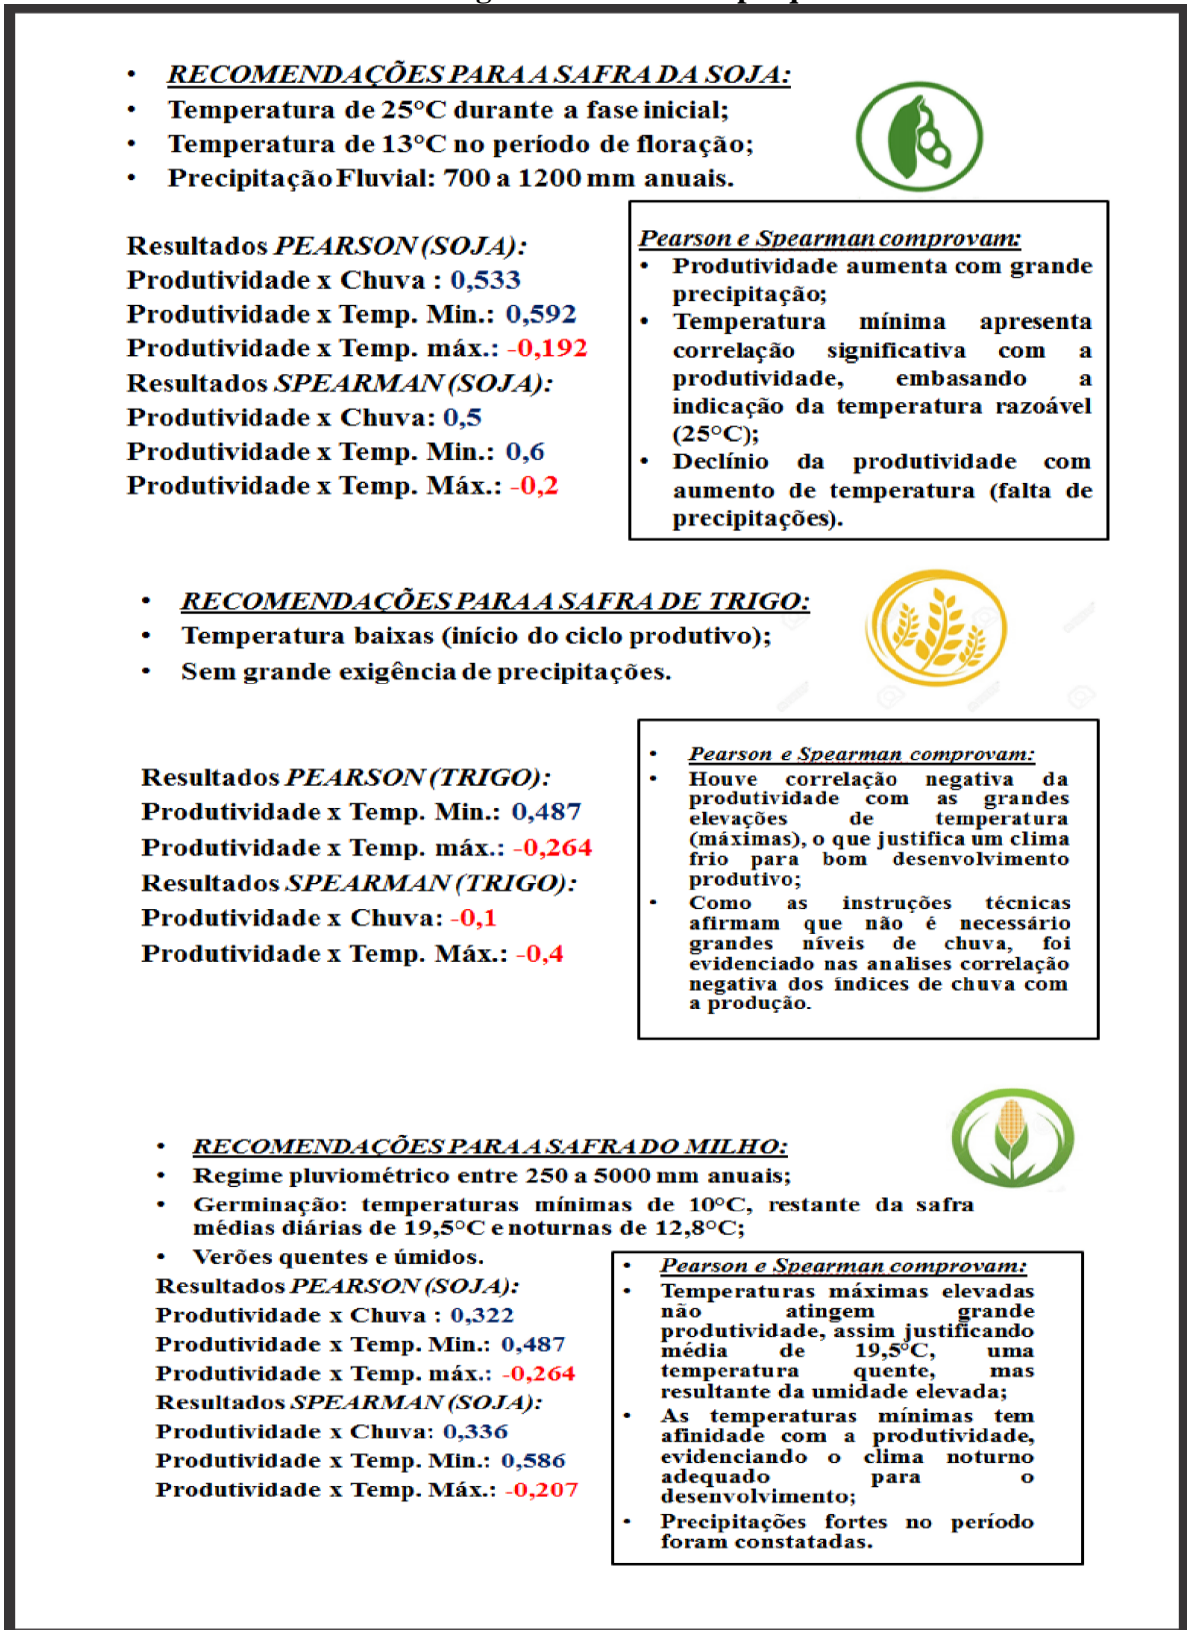 • RECOMENDAÇÕES PARA A SAFRA DA SOJA:
• Temperatura de 25°C durante a fase inicial;
• Temperatura de 13°C no período de floração;
• Precipitação Fluvial: 700 a 1200 mm anuais.
Resultados PEARSON (SOJA):
Produtividade x Chuva : 0,533
Produtividade x Temp. Min.: 0,592
Produtividade x Temp. máx.: -0,192
Resultados SPEARMAN (SOJA):
Produtividade x Chuva: 0,5
Produtividade x Temp. Min.: 0,6
Produtividade x Temp. Máx.: -0,2
Pearson e Spearman comprovam:
• Produtividade aumenta com grande
precipitação;
• Temperatura mínima apresenta
correlação significativa com a
produtividade, embasando a
indicação da temperatura razoável
(25°C);
• Declínio da produtividade com
aumento de temperatura (falta de
precipitações).
• RECOMENDAÇÕES PARA A SAFRA DE TRIGO:
• Temperatura baixas (início do ciclo produtivo);
• Sem grande exigência de precipitações.
Resultados PEARSON (TRIGO):
Produtividade x Temp. Min.: 0,487
Produtividade x Temp. máx.: -0,264
Resultados SPEARMAN (TRIGO):
Produtividade x Chuva: -0,1
Produtividade x Temp. Máx.: -0,4
• Pearson e Spearman comprovam:
• Houve correlação negativa da
produtividade com as grandes
elevações de temperatura
(máximas), o que justifica um clima
frio para bom desenvolvimento
produtivo;
• Como as instruções técnicas
afirmam que não é necessário
grandes níveis de chuva, foi
evidenciado nas analises correlação
negativa dos índices de chuva com
a produção.
• RECOMENDAÇÕES PARA A SAFRA DO MILHO:
• Regime pluviométrico entre 250 a 5000 mm anuais;
• Germinação: temperaturas mínimas de 10°C, restante da safra
médias diárias de 19,5°C e noturnas de 12,8°C;
• Verões quentes e úmidos.
Resultados PEARSON (SOJA):
Produtividade x Chuva : 0,322
Produtividade x Temp. Min.: 0,487
Produtividade x Temp. máx.: -0,264
Resultados SPEARMAN (SOJA):
Produtividade x Chuva: 0,336
Produtividade x Temp. Min.: 0,586
Produtividade x Temp. Máx.: -0,207
• Pearson e Spearman comprovam:
• Temperaturas máximas elevadas
não atingem grande
produtividade, assim justificando
média de 19,5°C, uma
temperatura quente, mas
resultante da umidade elevada;
• As temperaturas mínimas tem
afinidade com a produtividade,
evidenciando o clima noturno
adequado para o
desenvolvimento;
• Precipitações fortes no período
foram constatadas.